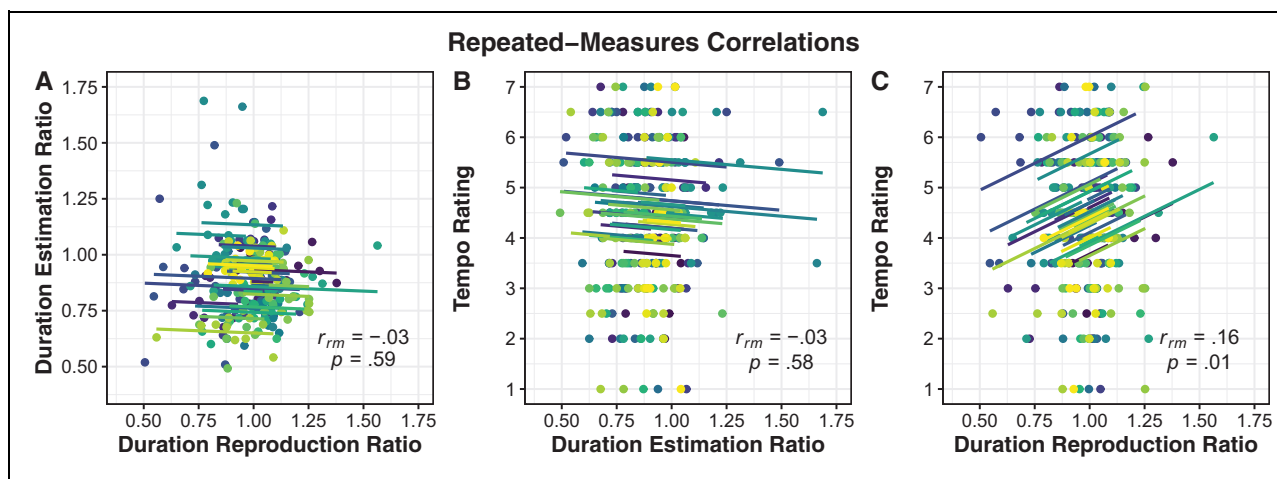 Repeated–Measures Correlations
A
Duration Estimation Ratio
1.75
1.50
1.25
1.00
0.75
0.50
r_rm = −.03
p = .59
0.50 0.75 1.00 1.25 1.50 1.75
Duration Reproduction Ratio
B
Tempo Rating
7
6
5
4
3
2
1
r_rm = −.03
p = .58
0.50 0.75 1.00 1.25 1.50 1.75
Duration Estimation Ratio
C
Tempo Rating
7
6
5
4
3
2
1
r_rm = .16
p = .01
0.50 0.75 1.00 1.25 1.50 1.75
Duration Reproduction Ratio